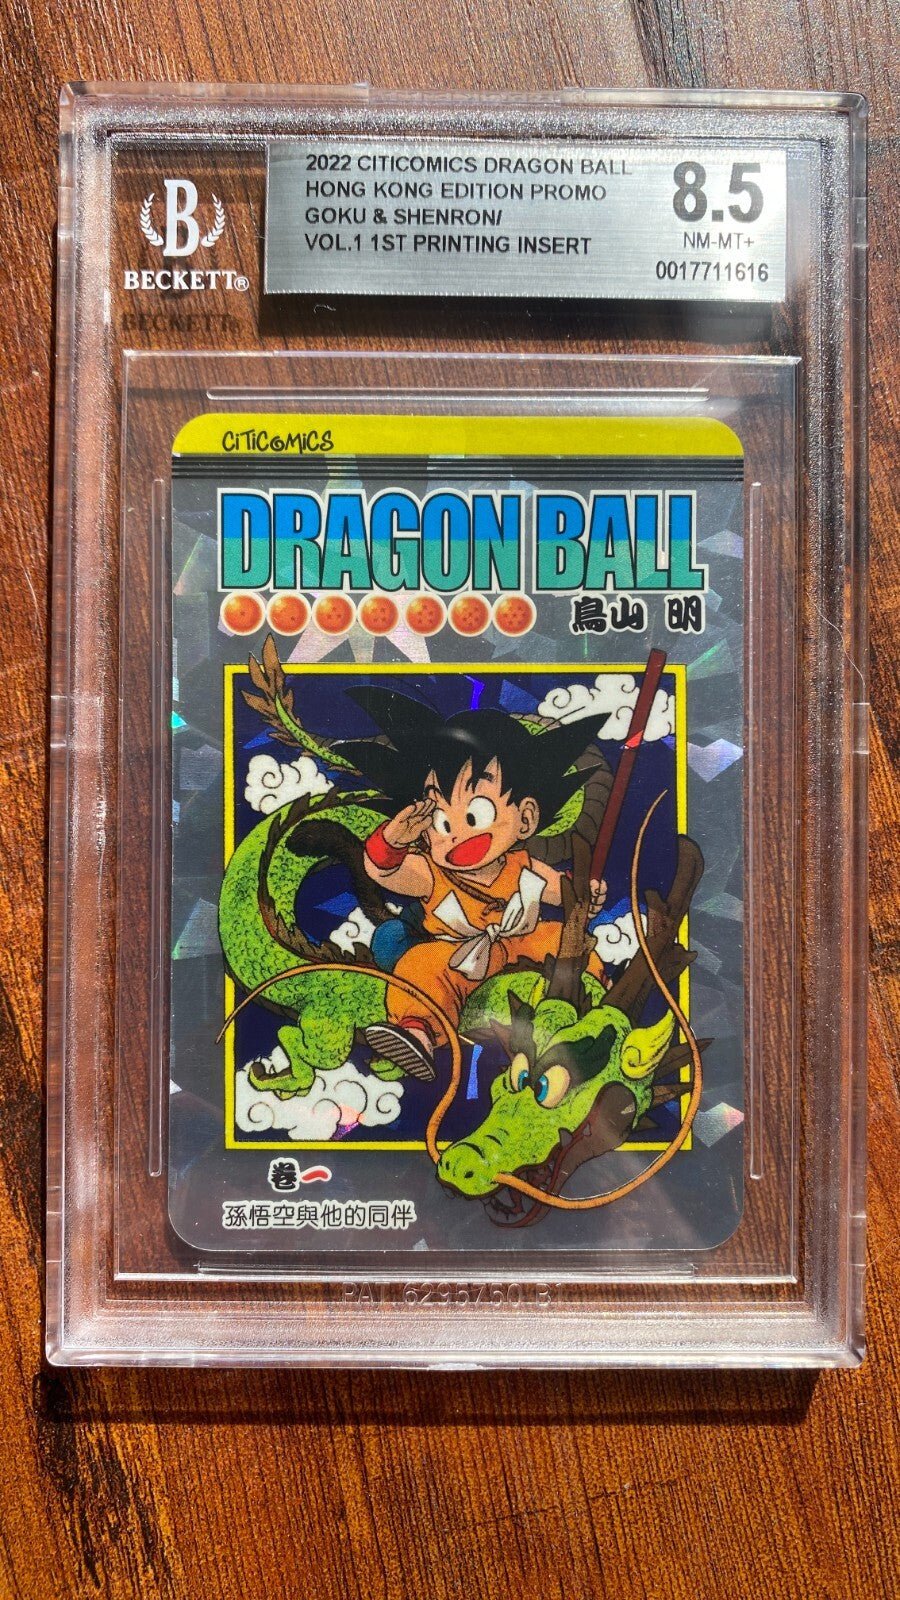 2022 CITICOMICS DRAGON BALL
HONG KONG EDITION PROMO
GOKU & SHENRON/
VOL.1 1ST PRINTING INSERT
8.5
NM-MT+
0017711616
B
BECKETT®
CiTiCOMiCS
DRAGON BALL
鳥山 明
卷一
孫悟空與他的同伴